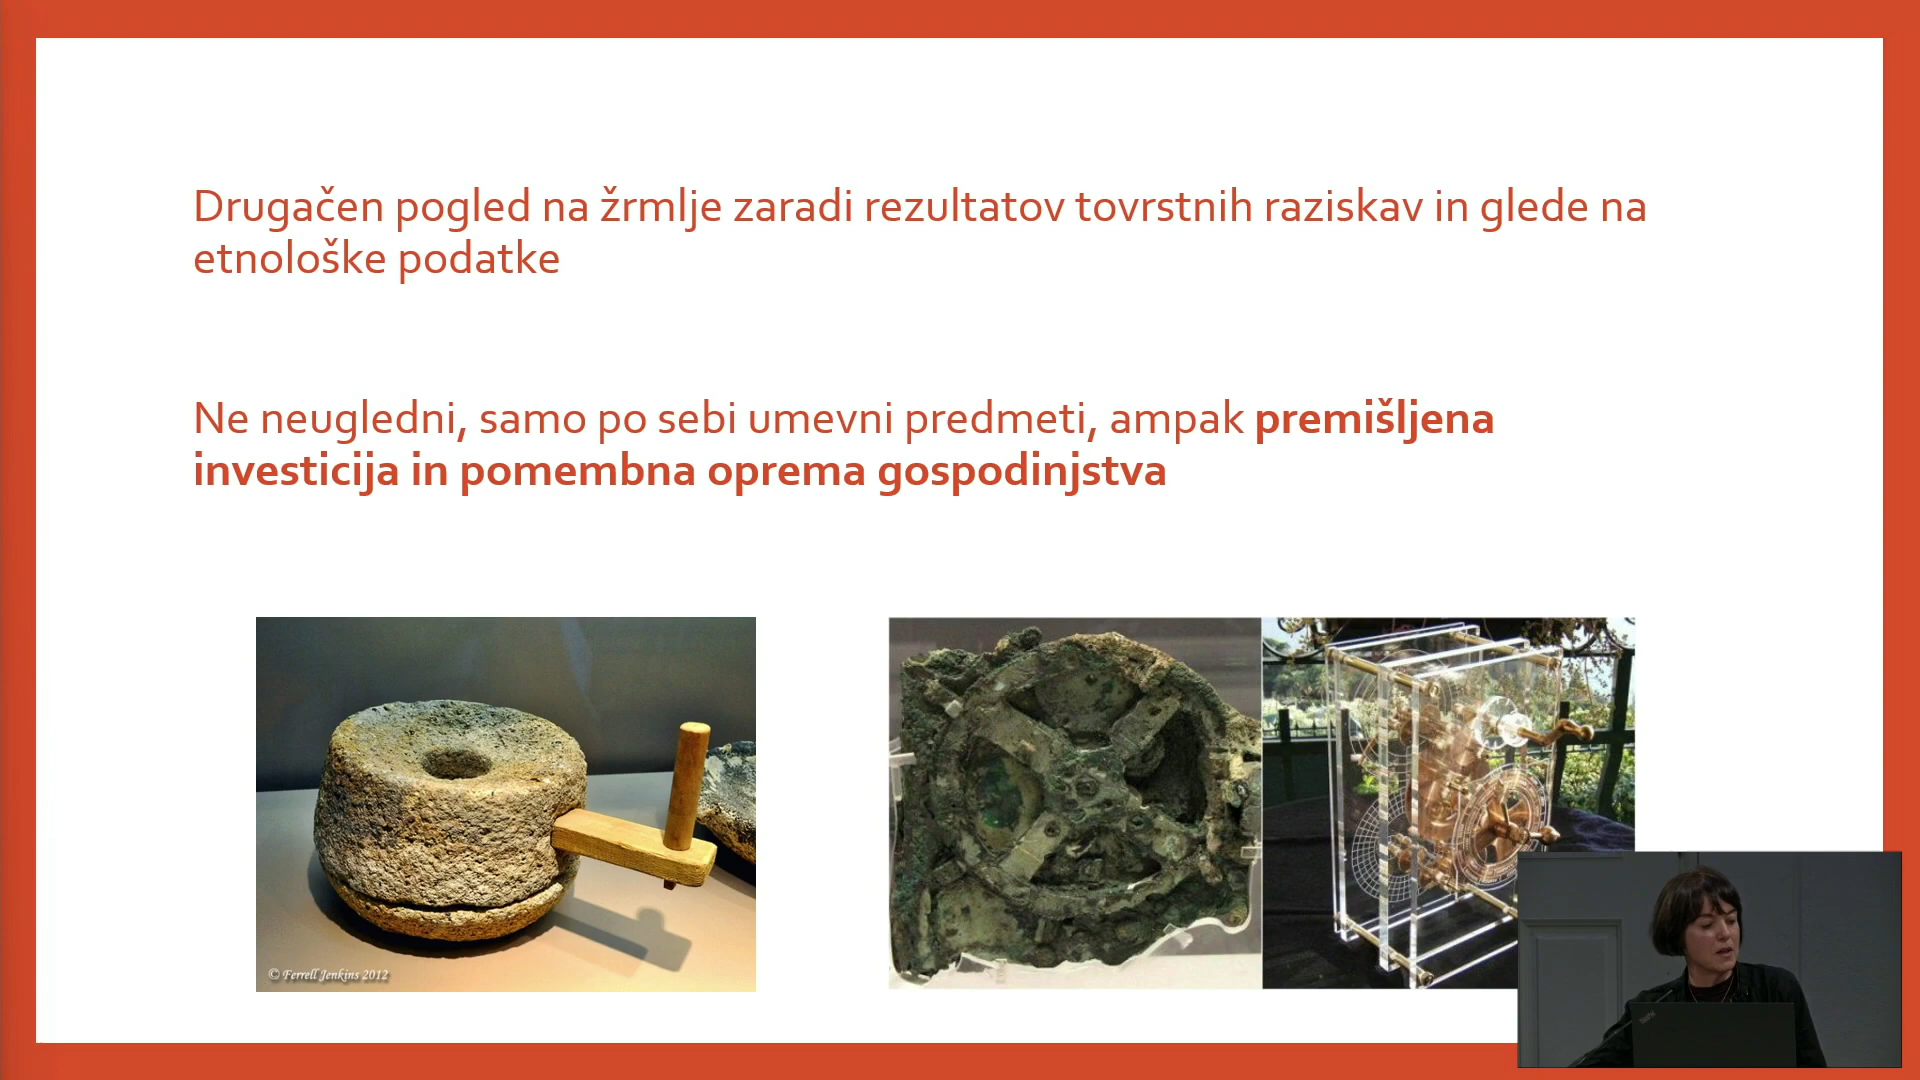 Drugačen pogled na žrmlje zaradi rezultatov tovrstnih raziskav in glede na
etnološke podatke
Ne neugledni, samo po sebi umevni predmeti, ampak premišljena
investicija in pomembna oprema gospodinjstva
© Ferrell Jenkins 2012